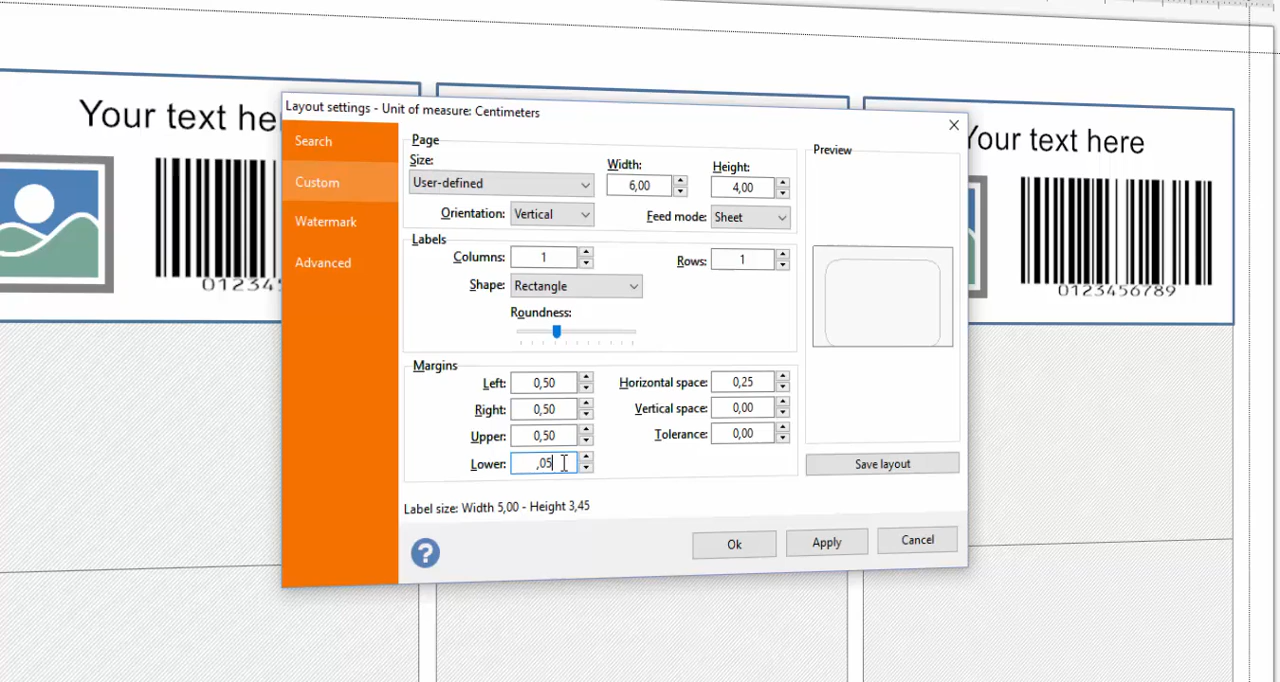 Your text he
Your text here
01234
0123456789
Layout settings - Unit of measure: Centimeters
Search
Custom
Watermark
Advanced
Page
Size:
User-defined
Width:
6,00
Height:
4,00
Orientation:
Vertical
Feed mode:
Sheet
Labels
Columns:
1
Rows:
1
Shape:
Rectangle
Roundness:
Margins
Left:
0,50
Horizontal space:
0,25
Right:
0,50
Vertical space:
0,00
Upper:
0,50
Tolerance:
0,00
Lower:
,05
Preview
Save layout
Label size: Width 5,00 - Height 3,45
?
Ok
Apply
Cancel